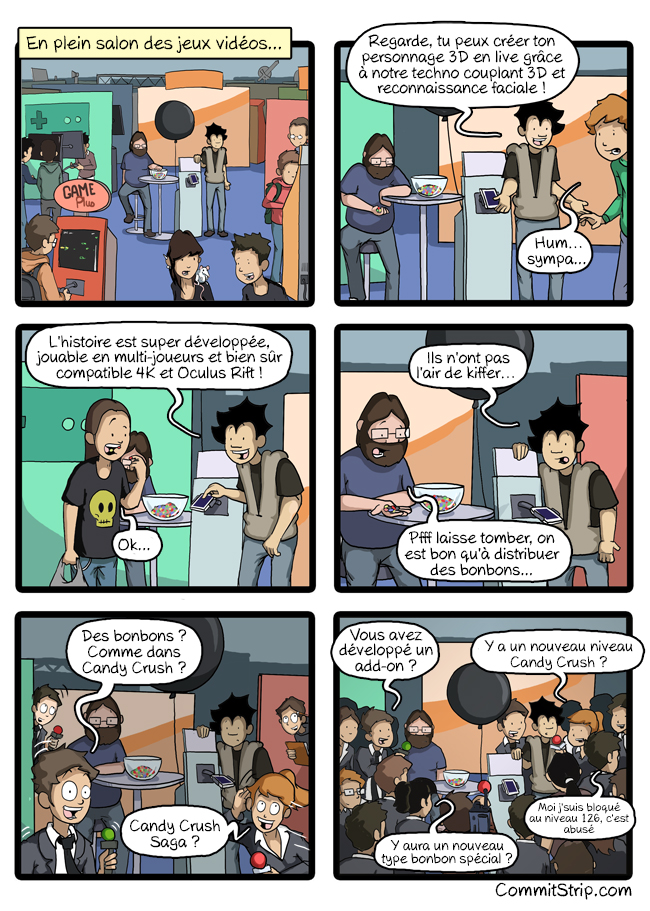 En plein salon des jeux vidéos...
GAME
Plus
Regarde, tu peux créer ton
personnage 3D en live grâce
à notre techno couplant 3D et
reconnaissance faciale !
Hum...
sympa...
L'histoire est super développée,
jouable en multi-joueurs et bien sûr
compatible 4K et Oculus Rift !
Ok...
Ils n'ont pas
l'air de kiffer...
Pfff laisse tomber, on
est bon qu'à distribuer
des bonbons...
Des bonbons ?
Comme dans
Candy Crush ?
Candy Crush
Saga ?
Vous avez
développé un
add-on ?
Y a un nouveau niveau
Candy Crush ?
Moi j'suis bloqué
au niveau 126, c'est
abusé
Y aura un nouveau
type bonbon spécial ?
CommitStrip.com